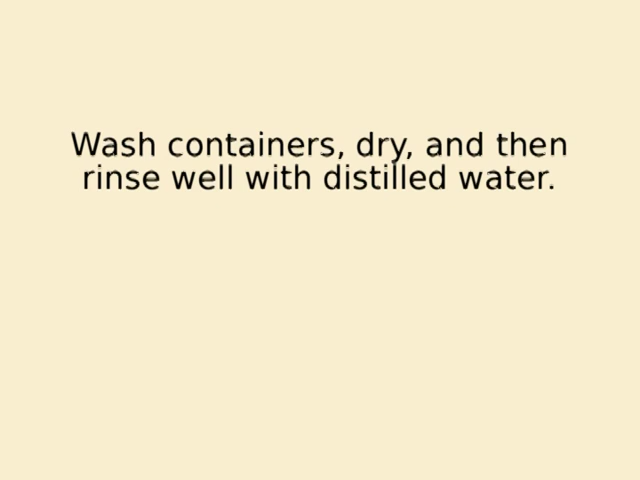 Wash containers, dry, and then
rinse well with distilled water.